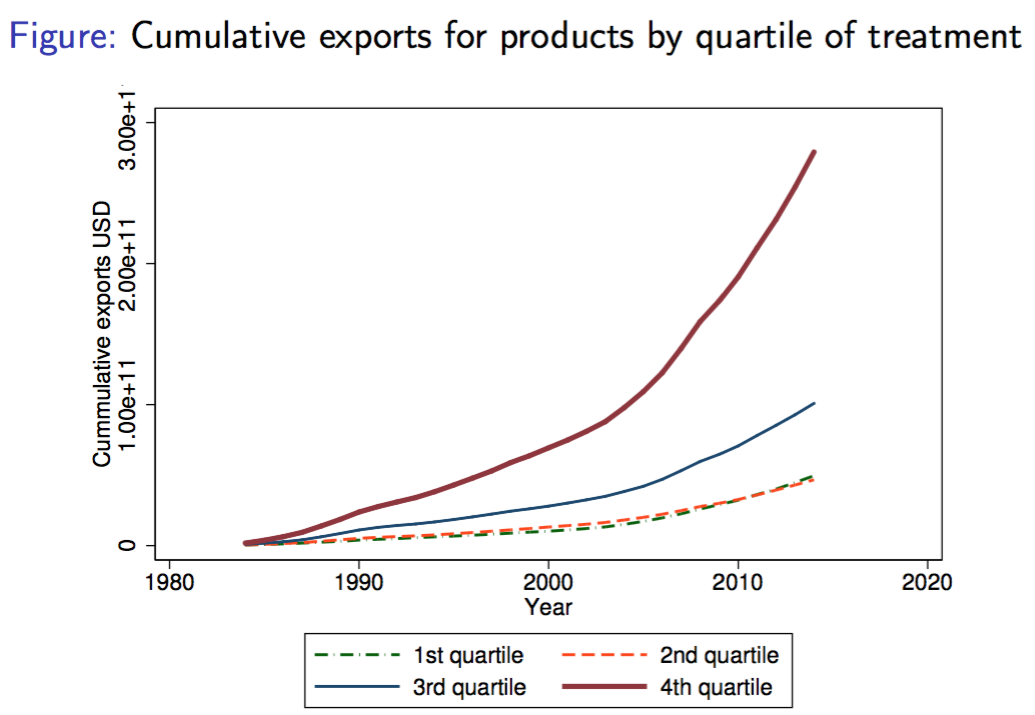 Figure: Cumulative exports for products by quartile of treatment
Cummulative exports USD
3.00e+1
2.00e+11
1.00e+11
0
1980 1990 2000 2010 2020
Year
1st quartile 2nd quartile
3rd quartile 4th quartile